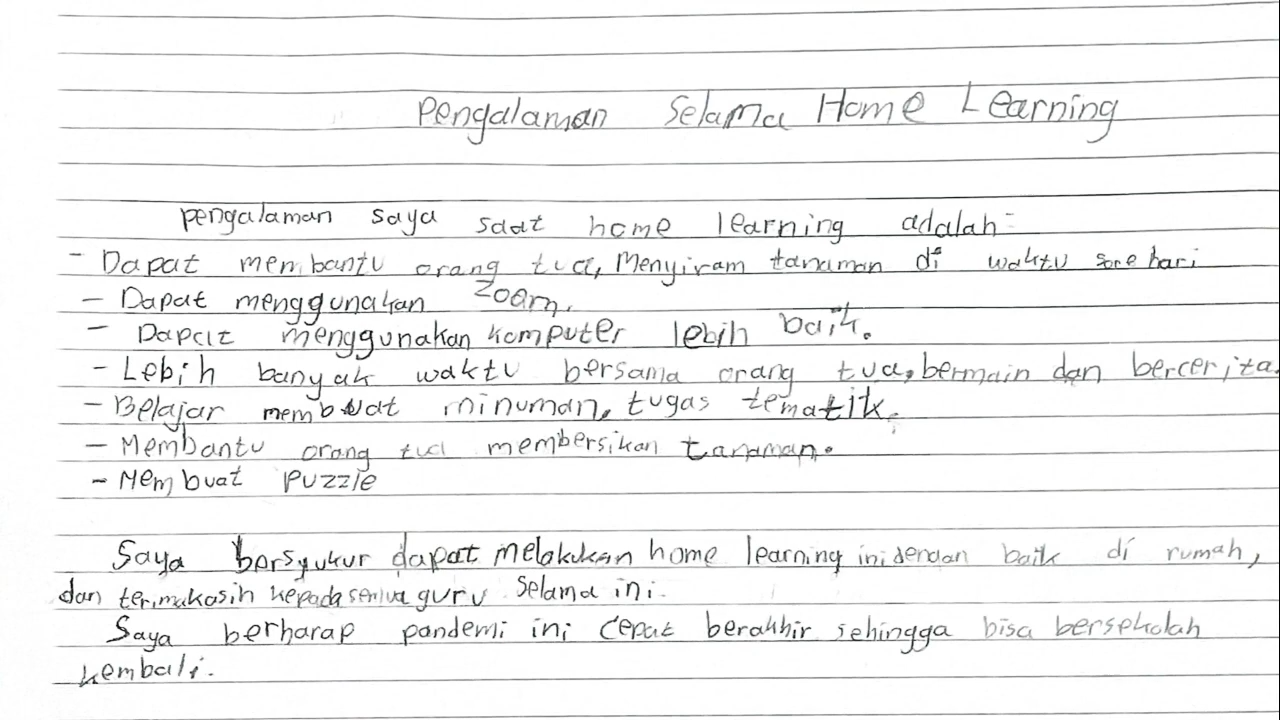 Pengalaman Selama Home Learning
pengalaman saya saat home learning adalah:
- Dapat membantu orang tua, Menyiram tanaman di waktu sore hari
- Dapat menggunakan Zoom.
- Dapat menggunakan komputer lebih baik.
- Lebih banyak waktu bersama orang tua, bermain dan bercerita.
- Belajar membuat minuman, tugas tematik.
- Membantu orang tua membersikan tanaman.
- Membuat Puzzle
Saya bersyukur dapat melakukan home learning ini dengan baik di rumah,
dan terimakasih kepada semua guru selama ini.
Saya berharap pandemi ini cepat berakhir sehingga bisa bersekolah
kembali.